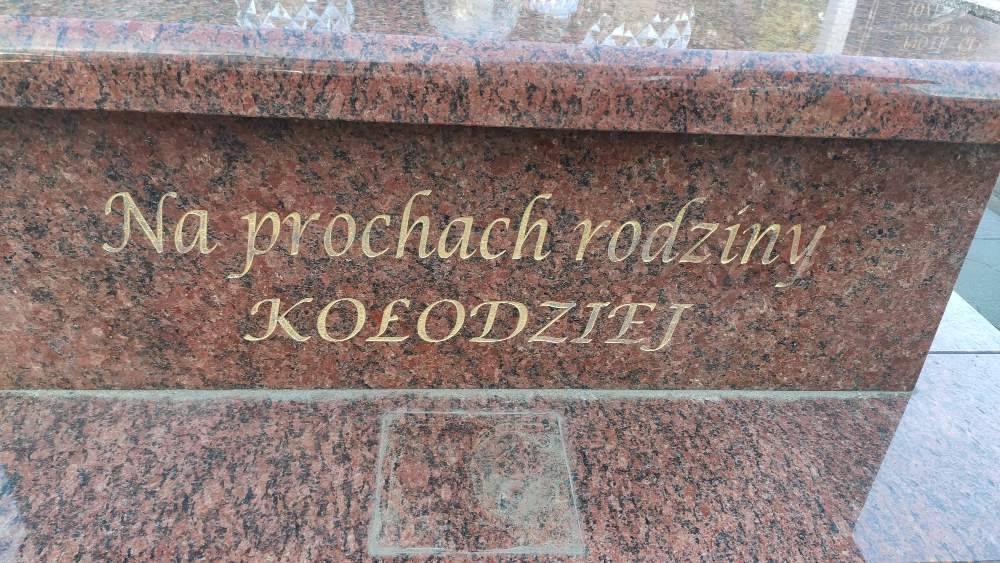 Na prochach rodziny
KOŁODZIEJ